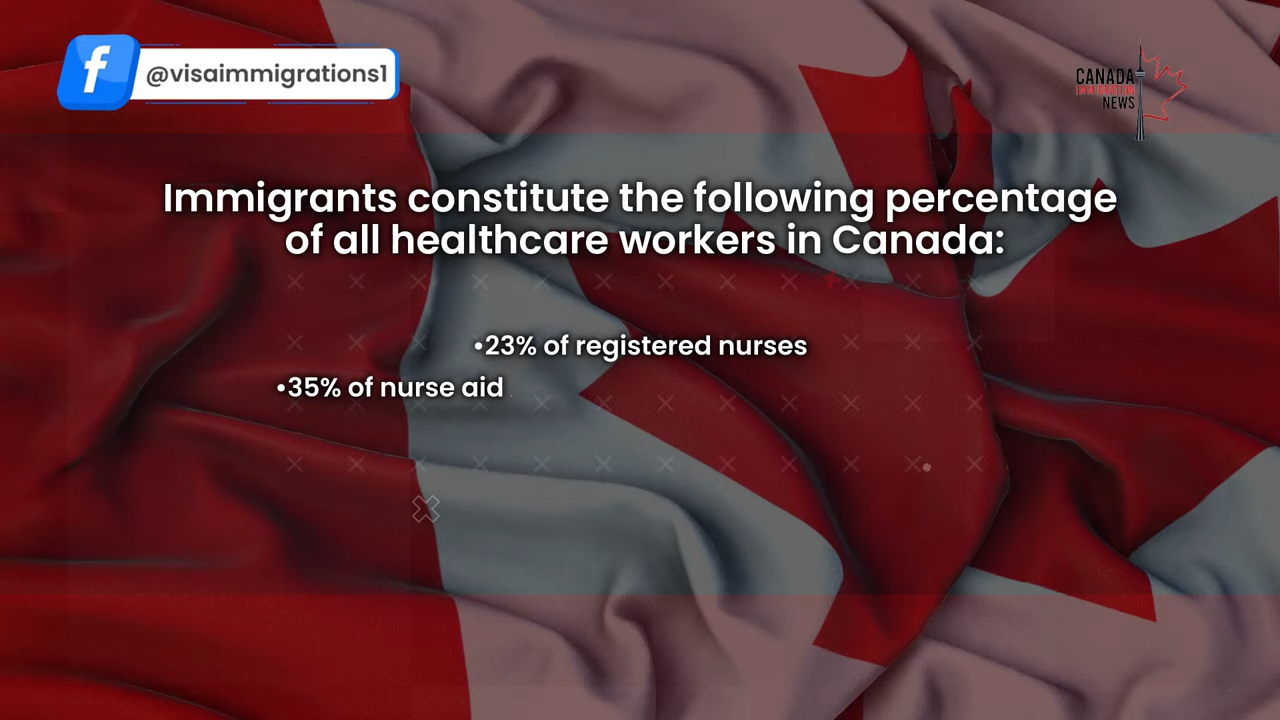 f @visaimmigrations1
CANADA
IMMIGRATION
NEWS
Immigrants constitute the following percentage
of all healthcare workers in Canada:
•23% of registered nurses
•35% of nurse aid